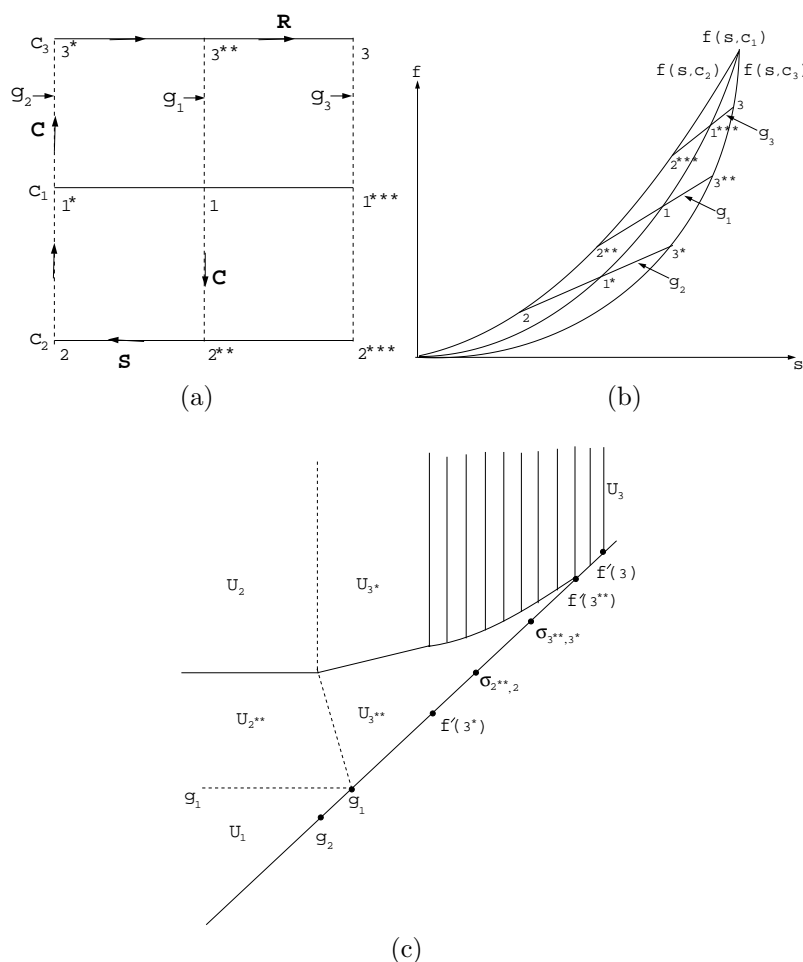 R
C₃ 3* 3** 3
g₂ g₁ g₃
C
C₁ 1* 1 1***
C
C₂ 2 2** 2***
S
(a)
f(s,c₁)
f f(s,c₂) f(s,c₃)
3
1*** g₃
2***
3**
1 g₁
2** 3*
1* g₂
2
s
(b)
U₃
U₂ U₃* f′(3)
f′(3**)
σ₃**,₃*
σ₂**,₂
U₂** U₃** f′(3*)
g₁ g₁
U₁ g₂
(c)